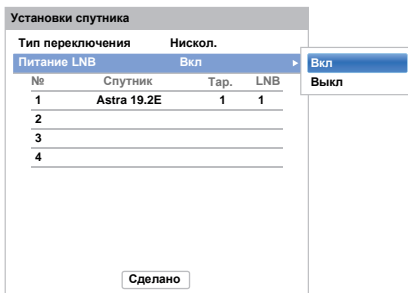 Установки спутника
Тип переключения Нискол.
Питание LNB Вкл
Вкл
Выкл
№ Спутник Тар. LNB
1 Astra 19.2E 1 1
2
3
4
Сделано